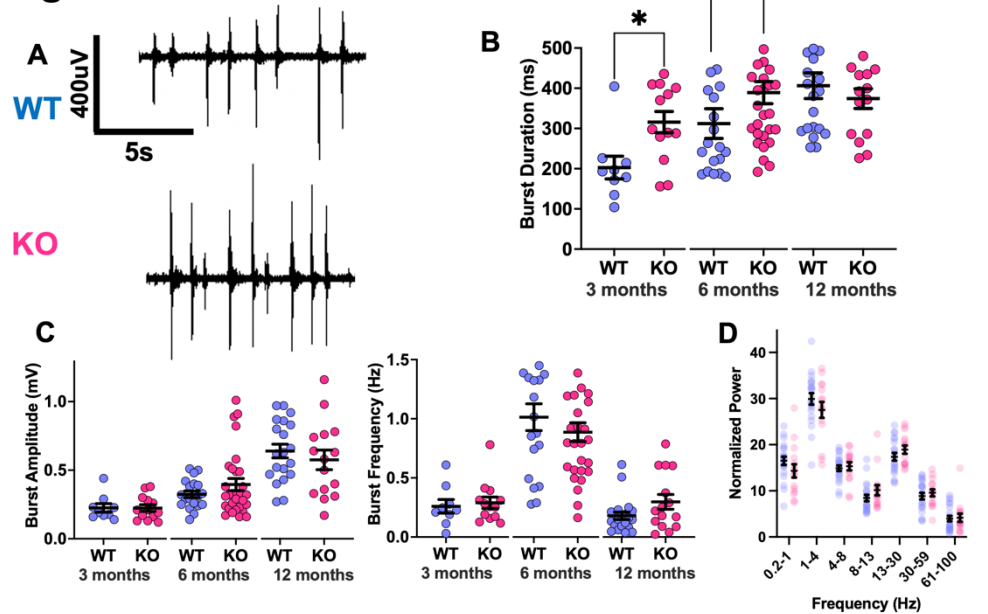 A
400uV
WT
5s
KO
B
*
Burst Duration (ms)
500
400
300
200
100
0
WT KO WT KO WT KO
3 months 6 months 12 months
C
Burst Amplitude (mV)
1.0
0.5
0.0
WT KO WT KO WT KO
3 months 6 months 12 months
Burst Frequency (Hz)
1.5
1.0
0.5
0.0
WT KO WT KO WT KO
3 months 6 months 12 months
D
Normalized Power
40
30
20
10
0
0.2-1 1-4 4-8 8-13 13-30 30-59 61-100
Frequency (Hz)